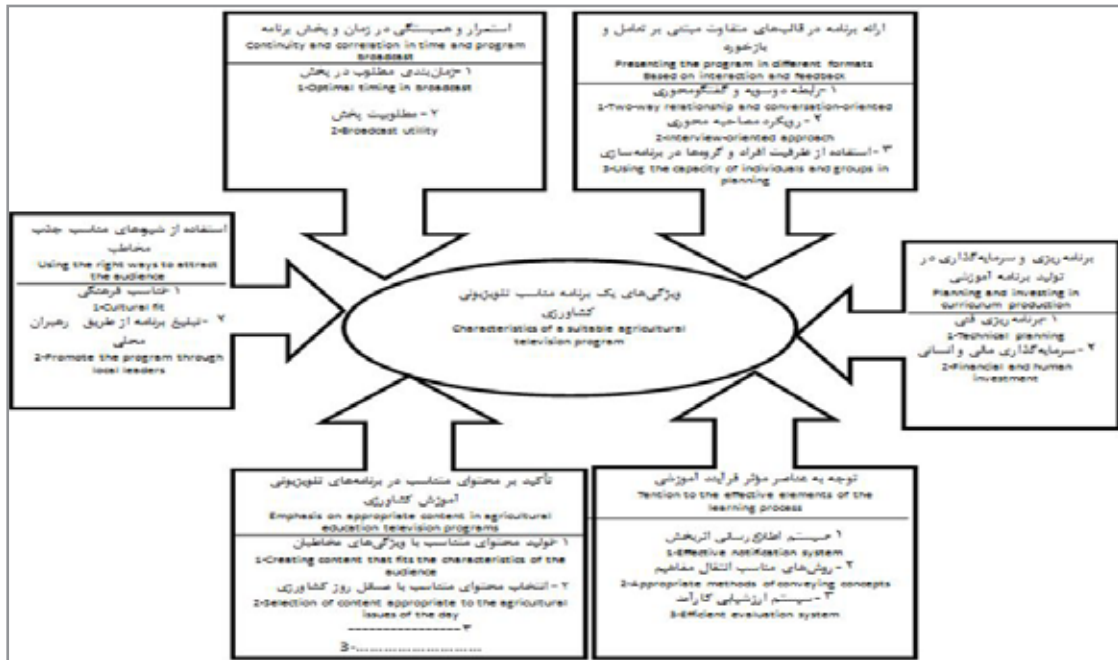 استمرار و همبستگی در زمان و پخش برنامه
Continuity and correlation in time and program
broadcast
۱-زمان‌بندی مطلوب در پخش
1-Optimal timing in broadcast
۲-مطلوبیت پخش
2-Broadcast utility
ارائه برنامه در قالب‌های متفاوت مبتنی بر تعامل و
بازخورد
Presenting the program in different formats
Based on interaction and feedback
۱-رابطه دوسویه و گفتگومحوری
1-Two-way relationship and conversation-oriented
۲-رویکرد مصاحبه محوری
2-Interview-oriented approach
۳-استفاده از ظرفیت افراد و گروه‌ها در برنامه‌سازی
3-Using the capacity of individuals and groups in
planning
استفاده از شیوه‌های مناسب جذب
مخاطب
Using the right ways to attract
the audience
۱-تناسب فرهنگی
1-Cultural fit
۲-تبلیغ برنامه از طریق رهبران
محلی
2-Promote the program through
local leaders
ویژگی‌های یک برنامه مناسب تلویزیونی
کشاورزی
Characteristics of a suitable agricultural
television program
برنامه‌ریزی و سرمایه‌گذاری در
تولید برنامه آموزشی
Planning and investing in
curriculum production
۱-برنامه‌ریزی فنی
1-Technical planning
۲-سرمایه‌گذاری مالی و انسانی
2-Financial and human
investment
تأکید بر محتوای متناسب در برنامه‌های تلویزیونی
آموزش کشاورزی
Emphasis on appropriate content in agricultural
education television programs
۱-تولید محتوای متناسب با ویژگی‌های مخاطبان
1-Creating content that fits the characteristics of the
audience
۲-انتخاب محتوای متناسب با مسائل روز کشاورزی
2-Selection of content appropriate to the agricultural
issues of the day
۳-----------------
3-............................
توجه به عناصر مؤثر فرآیند آموزشی
Tention to the effective elements of the
learning process
۱-سیستم اطلاع‌رسانی اثربخش
1-Effective notification system
۲-روش‌های مناسب انتقال مفاهیم
2-Appropriate methods of conveying concepts
۳-سیستم ارزشیابی کارآمد
3-Efficient evaluation system